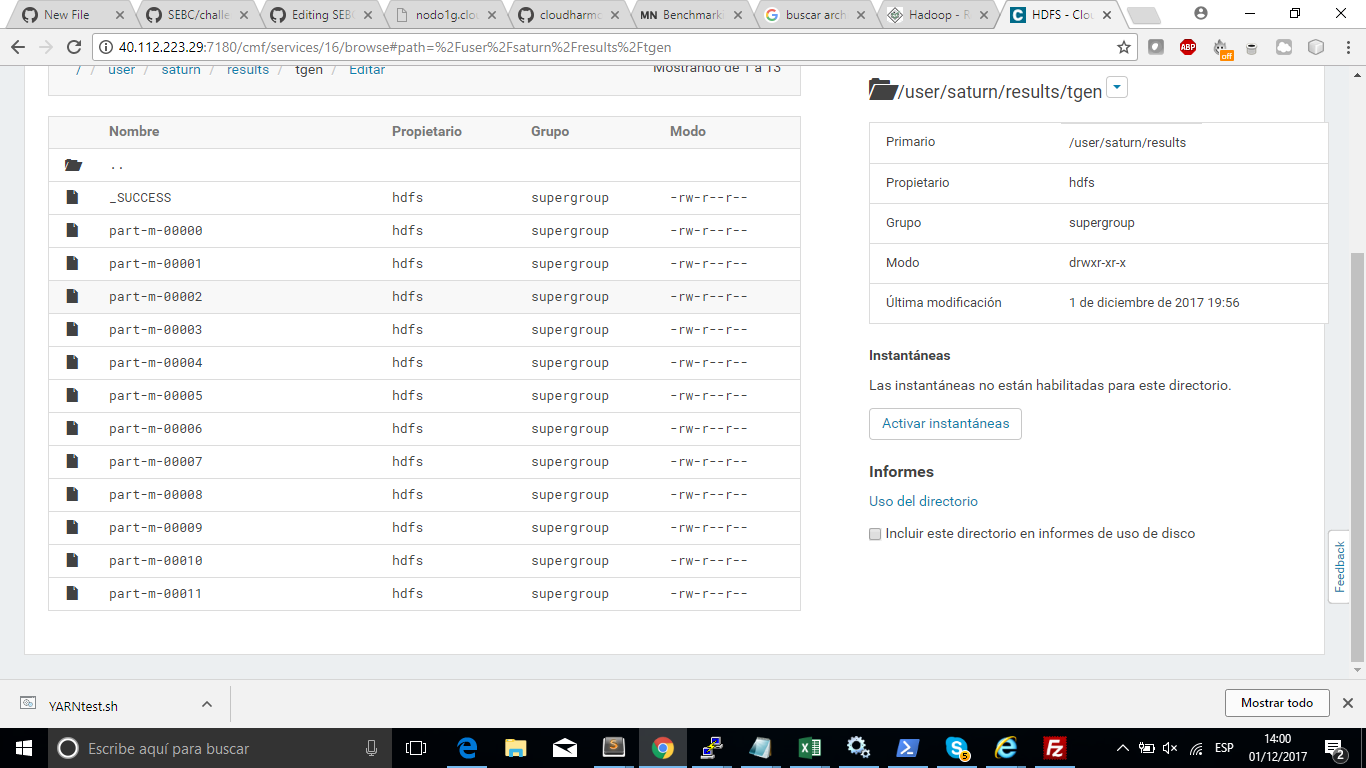 New File
SEBC/challe
Editing SEBC
nodo1g.clou
cloudharmo
MN Benchmarki
buscar arch
Hadoop - R
HDFS - Clou
40.112.223.29:7180/cmf/services/16/browse#path=%2Fuser%2Fsaturn%2Fresults%2Ftgen
ABP
off
/ / user / saturn / results / tgen / Editar
Mostrando de 1 a 13
Nombre Propietario Grupo Modo
..
_SUCCESS hdfs supergroup -rw-r--r--
part-m-00000 hdfs supergroup -rw-r--r--
part-m-00001 hdfs supergroup -rw-r--r--
part-m-00002 hdfs supergroup -rw-r--r--
part-m-00003 hdfs supergroup -rw-r--r--
part-m-00004 hdfs supergroup -rw-r--r--
part-m-00005 hdfs supergroup -rw-r--r--
part-m-00006 hdfs supergroup -rw-r--r--
part-m-00007 hdfs supergroup -rw-r--r--
part-m-00008 hdfs supergroup -rw-r--r--
part-m-00009 hdfs supergroup -rw-r--r--
part-m-00010 hdfs supergroup -rw-r--r--
part-m-00011 hdfs supergroup -rw-r--r--
/user/saturn/results/tgen
Primario /user/saturn/results
Propietario hdfs
Grupo supergroup
Modo drwxr-xr-x
Última modificación 1 de diciembre de 2017 19:56
Instantáneas
Las instantáneas no están habilitadas para este directorio.
Activar instantáneas
Informes
Uso del directorio
Incluir este directorio en informes de uso de disco
Feedback
YARNtest.sh
Mostrar todo
Escribe aquí para buscar
ESP
14:00
01/12/2017
5
2